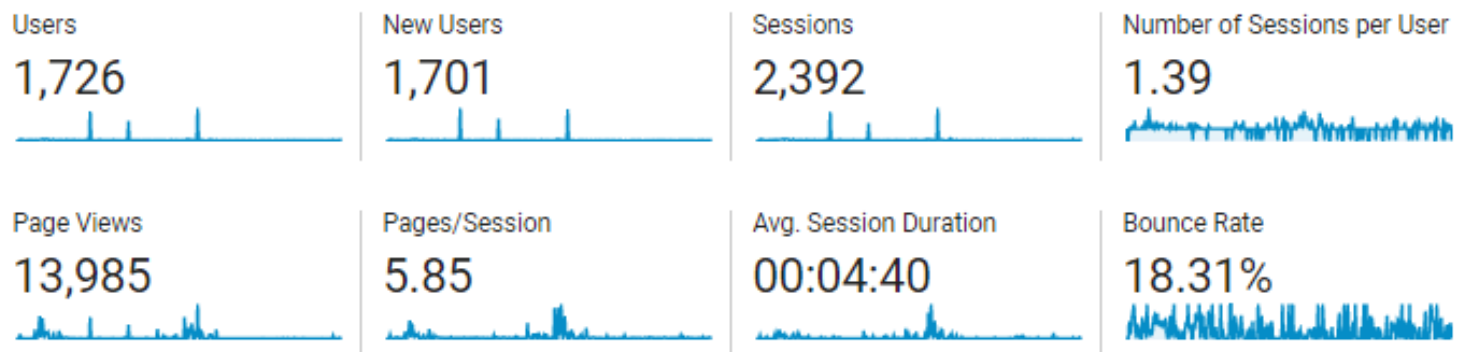 Users
1,726
New Users
1,701
Sessions
2,392
Number of Sessions per User
1.39
Page Views
13,985
Pages/Session
5.85
Avg. Session Duration
00:04:40
Bounce Rate
18.31%